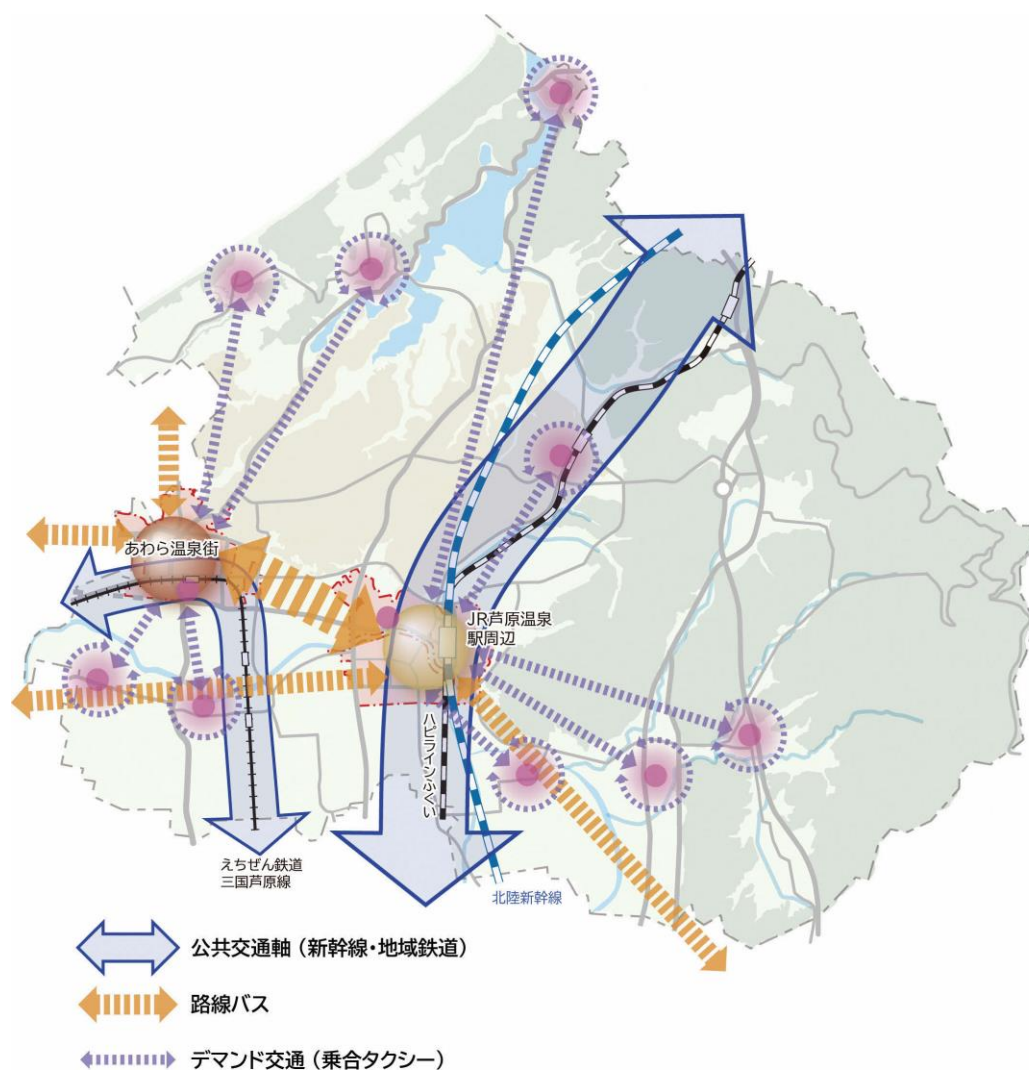 あわら温泉街
JR芦原温泉
駅周辺
ハピラインふくい
えちぜん鉄道
三国芦原線
北陸新幹線
公共交通軸（新幹線・地域鉄道）
路線バス
デマンド交通（乗合タクシー）